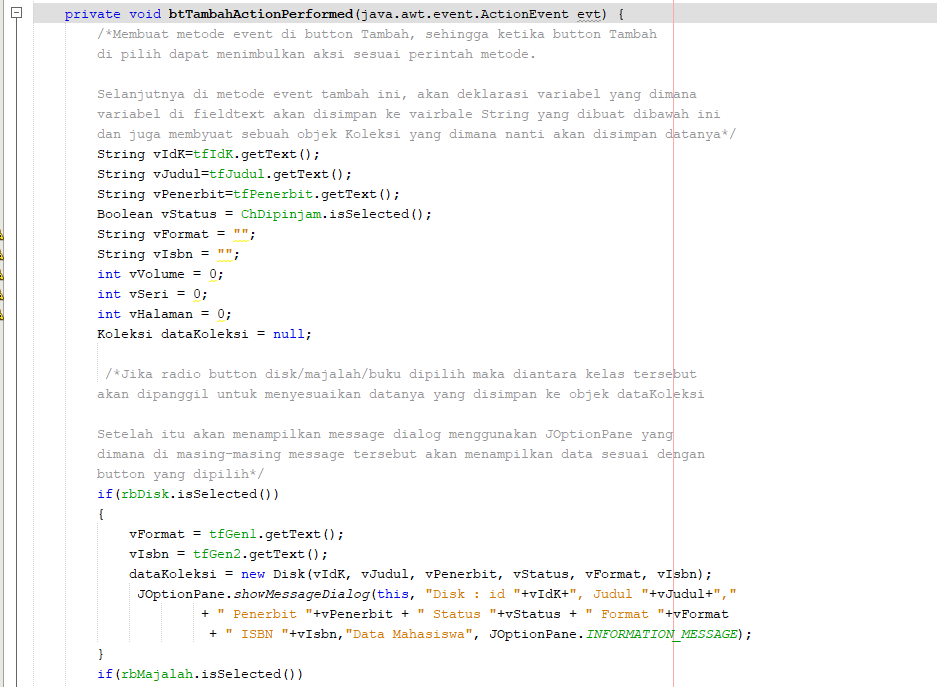 private void btTambahActionPerformed(java.awt.event.ActionEvent evt) {
/*Membuat metode event di button Tambah, sehingga ketika button Tambah
di pilih dapat menimbulkan aksi sesuai perintah metode.
Selanjutnya di metode event tambah ini, akan deklarasi variabel yang dimana
variabel di fieldtext akan disimpan ke vairbale String yang dibuat dibawah ini
dan juga membyuat sebuah objek Koleksi yang dimana nanti akan disimpan datanya*/
String vIdK=tfIdK.getText();
String vJudul=tfJudul.getText();
String vPenerbit=tfPenerbit.getText();
Boolean vStatus = ChDipinjam.isSelected();
String vFormat = "";
String vIsbn = "";
int vVolume = 0;
int vSeri = 0;
int vHalaman = 0;
Koleksi dataKoleksi = null;
/*Jika radio button disk/majalah/buku dipilih maka diantara kelas tersebut
akan dipanggil untuk menyesuaikan datanya yang disimpan ke objek dataKoleksi
Setelah itu akan menampilkan message dialog menggunakan JOptionPane yang
dimana di masing-masing message tersebut akan menampilkan data sesuai dengan
button yang dipilih*/
if(rbDisk.isSelected())
{
vFormat = tfGen1.getText();
vIsbn = tfGen2.getText();
dataKoleksi = new Disk(vIdK, vJudul, vPenerbit, vStatus, vFormat, vIsbn);
JOptionPane.showMessageDialog(this, "Disk : id "+vIdK+", Judul "+vJudul+","
+ " Penerbit "+vPenerbit + " Status "+vStatus + " Format "+vFormat
+ " ISBN "+vIsbn,"Data Mahasiswa", JOptionPane.INFORMATION_MESSAGE);
}
if(rbMajalah.isSelected())